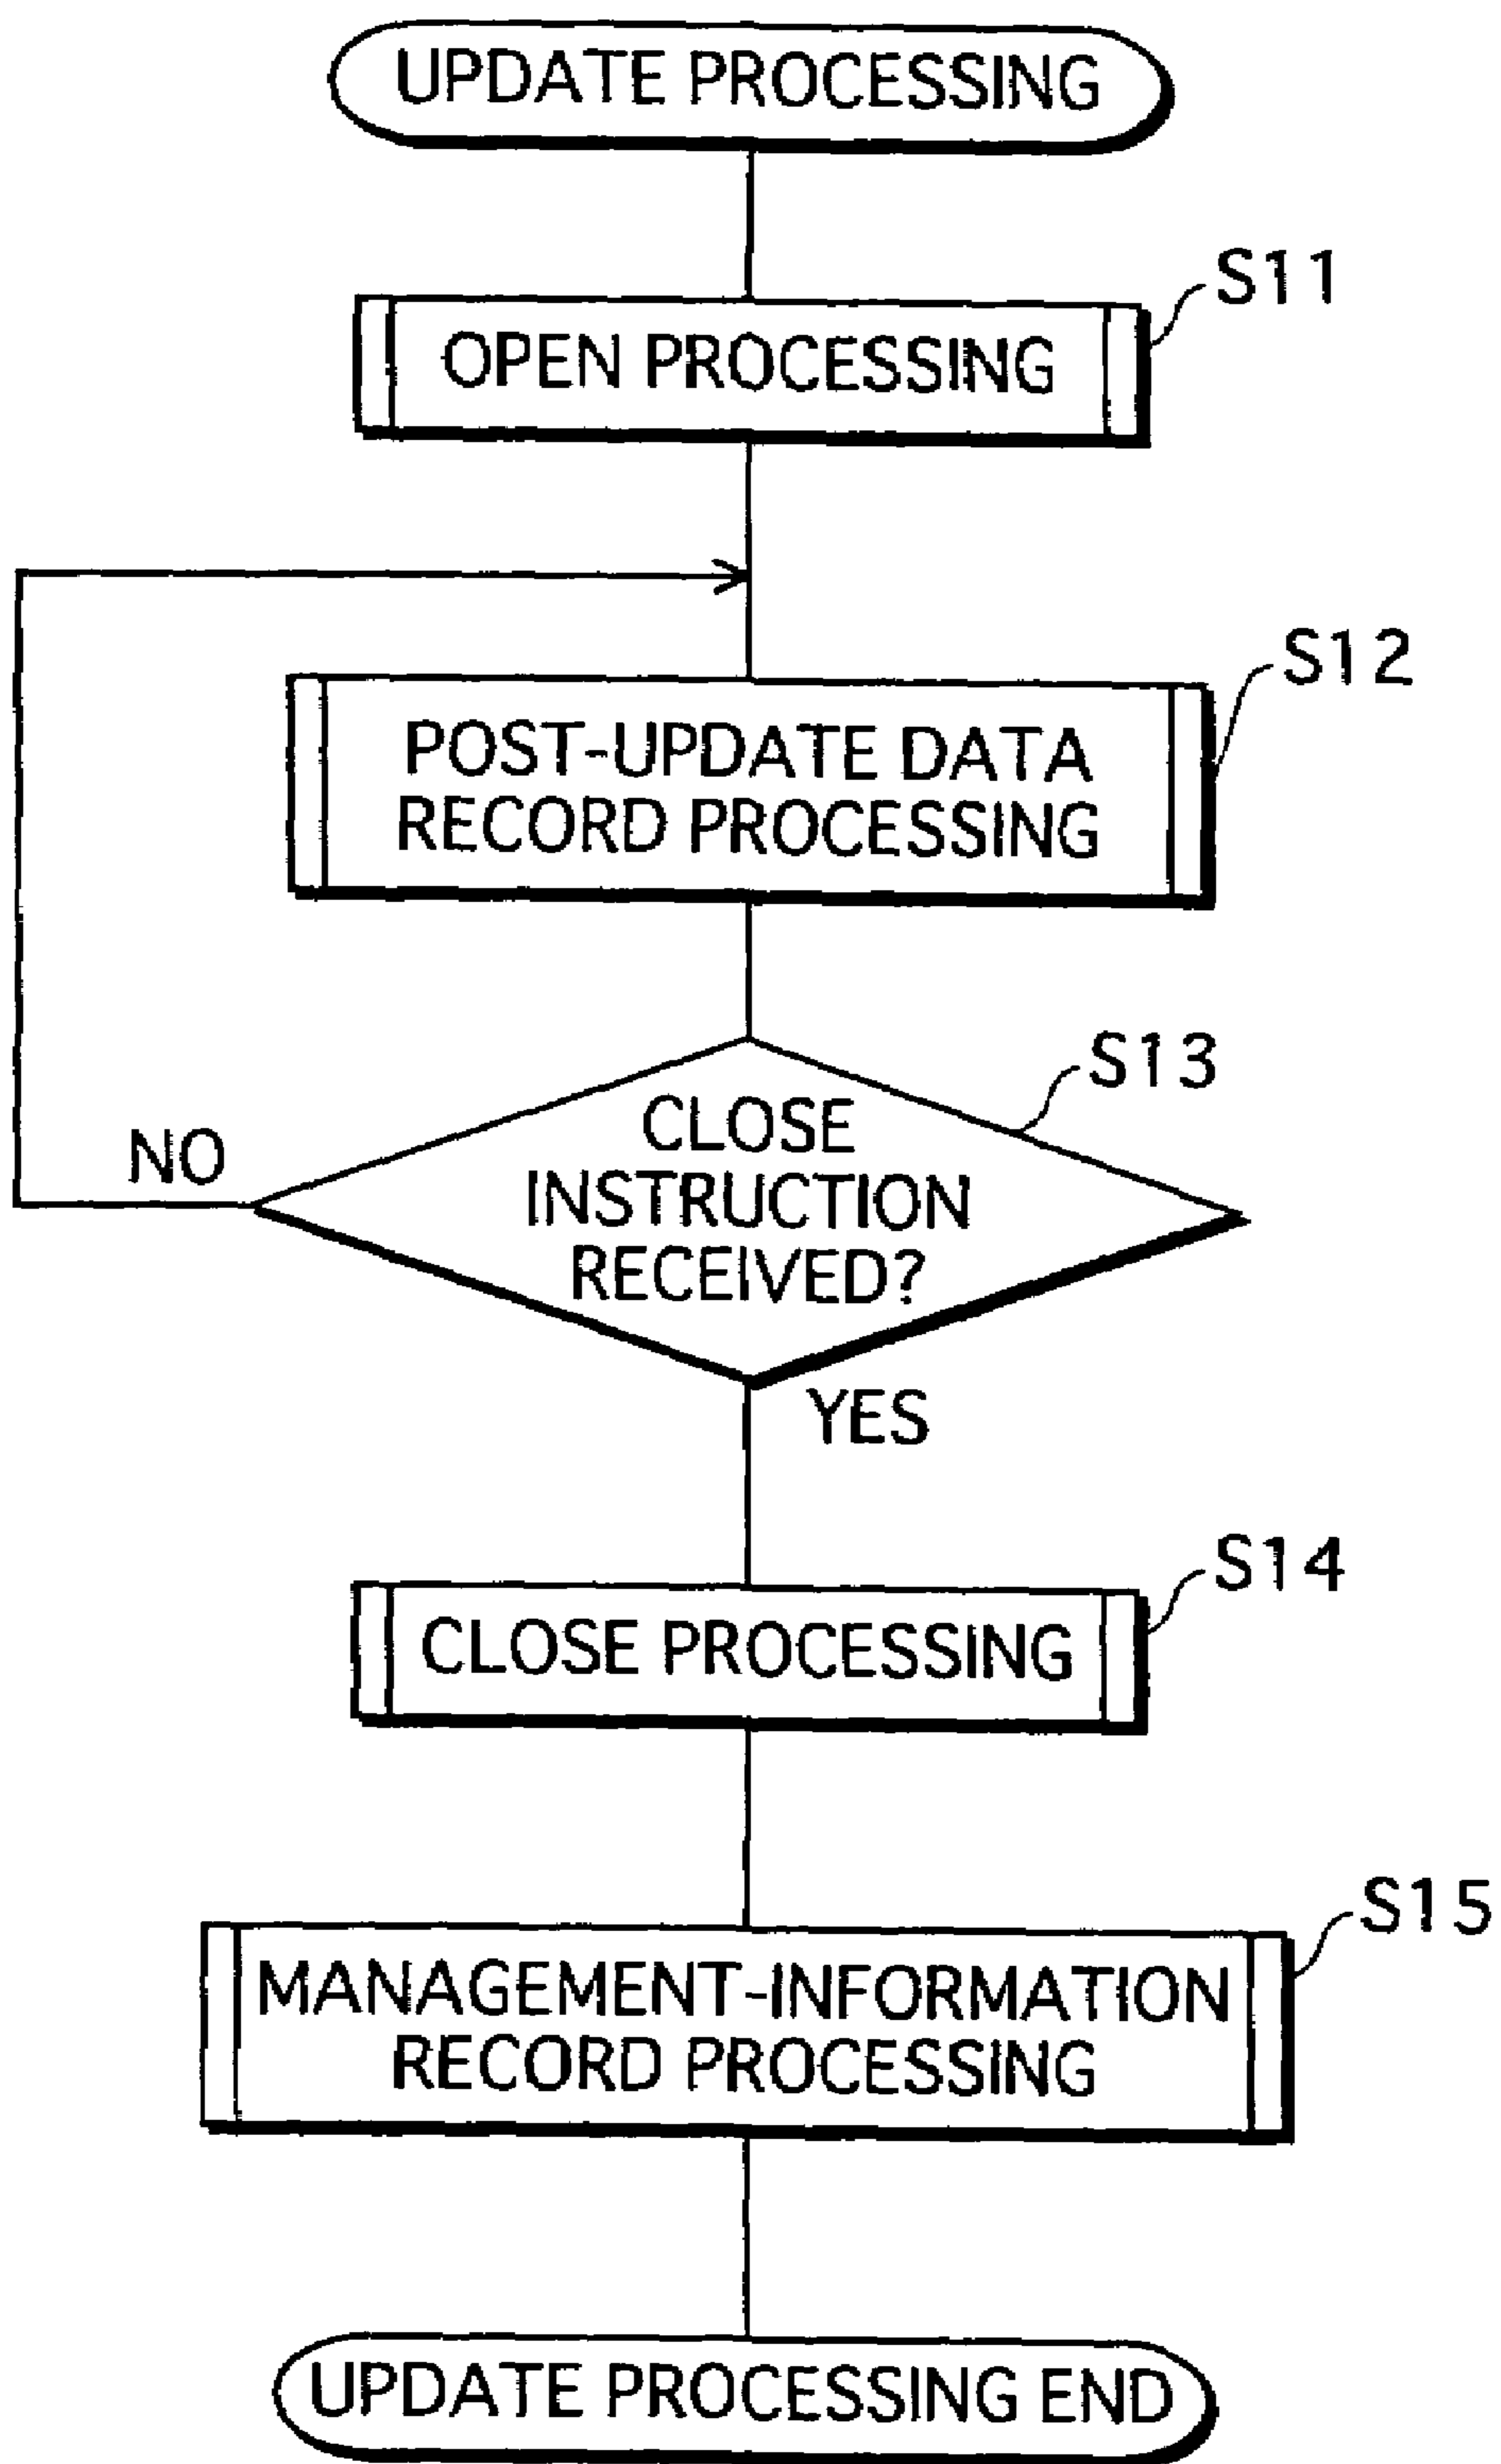 UPDATE PROCESSING
S11
OPEN PROCESSING
S12
POST-UPDATE DATA
RECORD PROCESSING
S13
CLOSE
INSTRUCTION
RECEIVED?
NO
YES
S14
CLOSE PROCESSING
S15
MANAGEMENT-INFORMATION
RECORD PROCESSING
UPDATE PROCESSING END